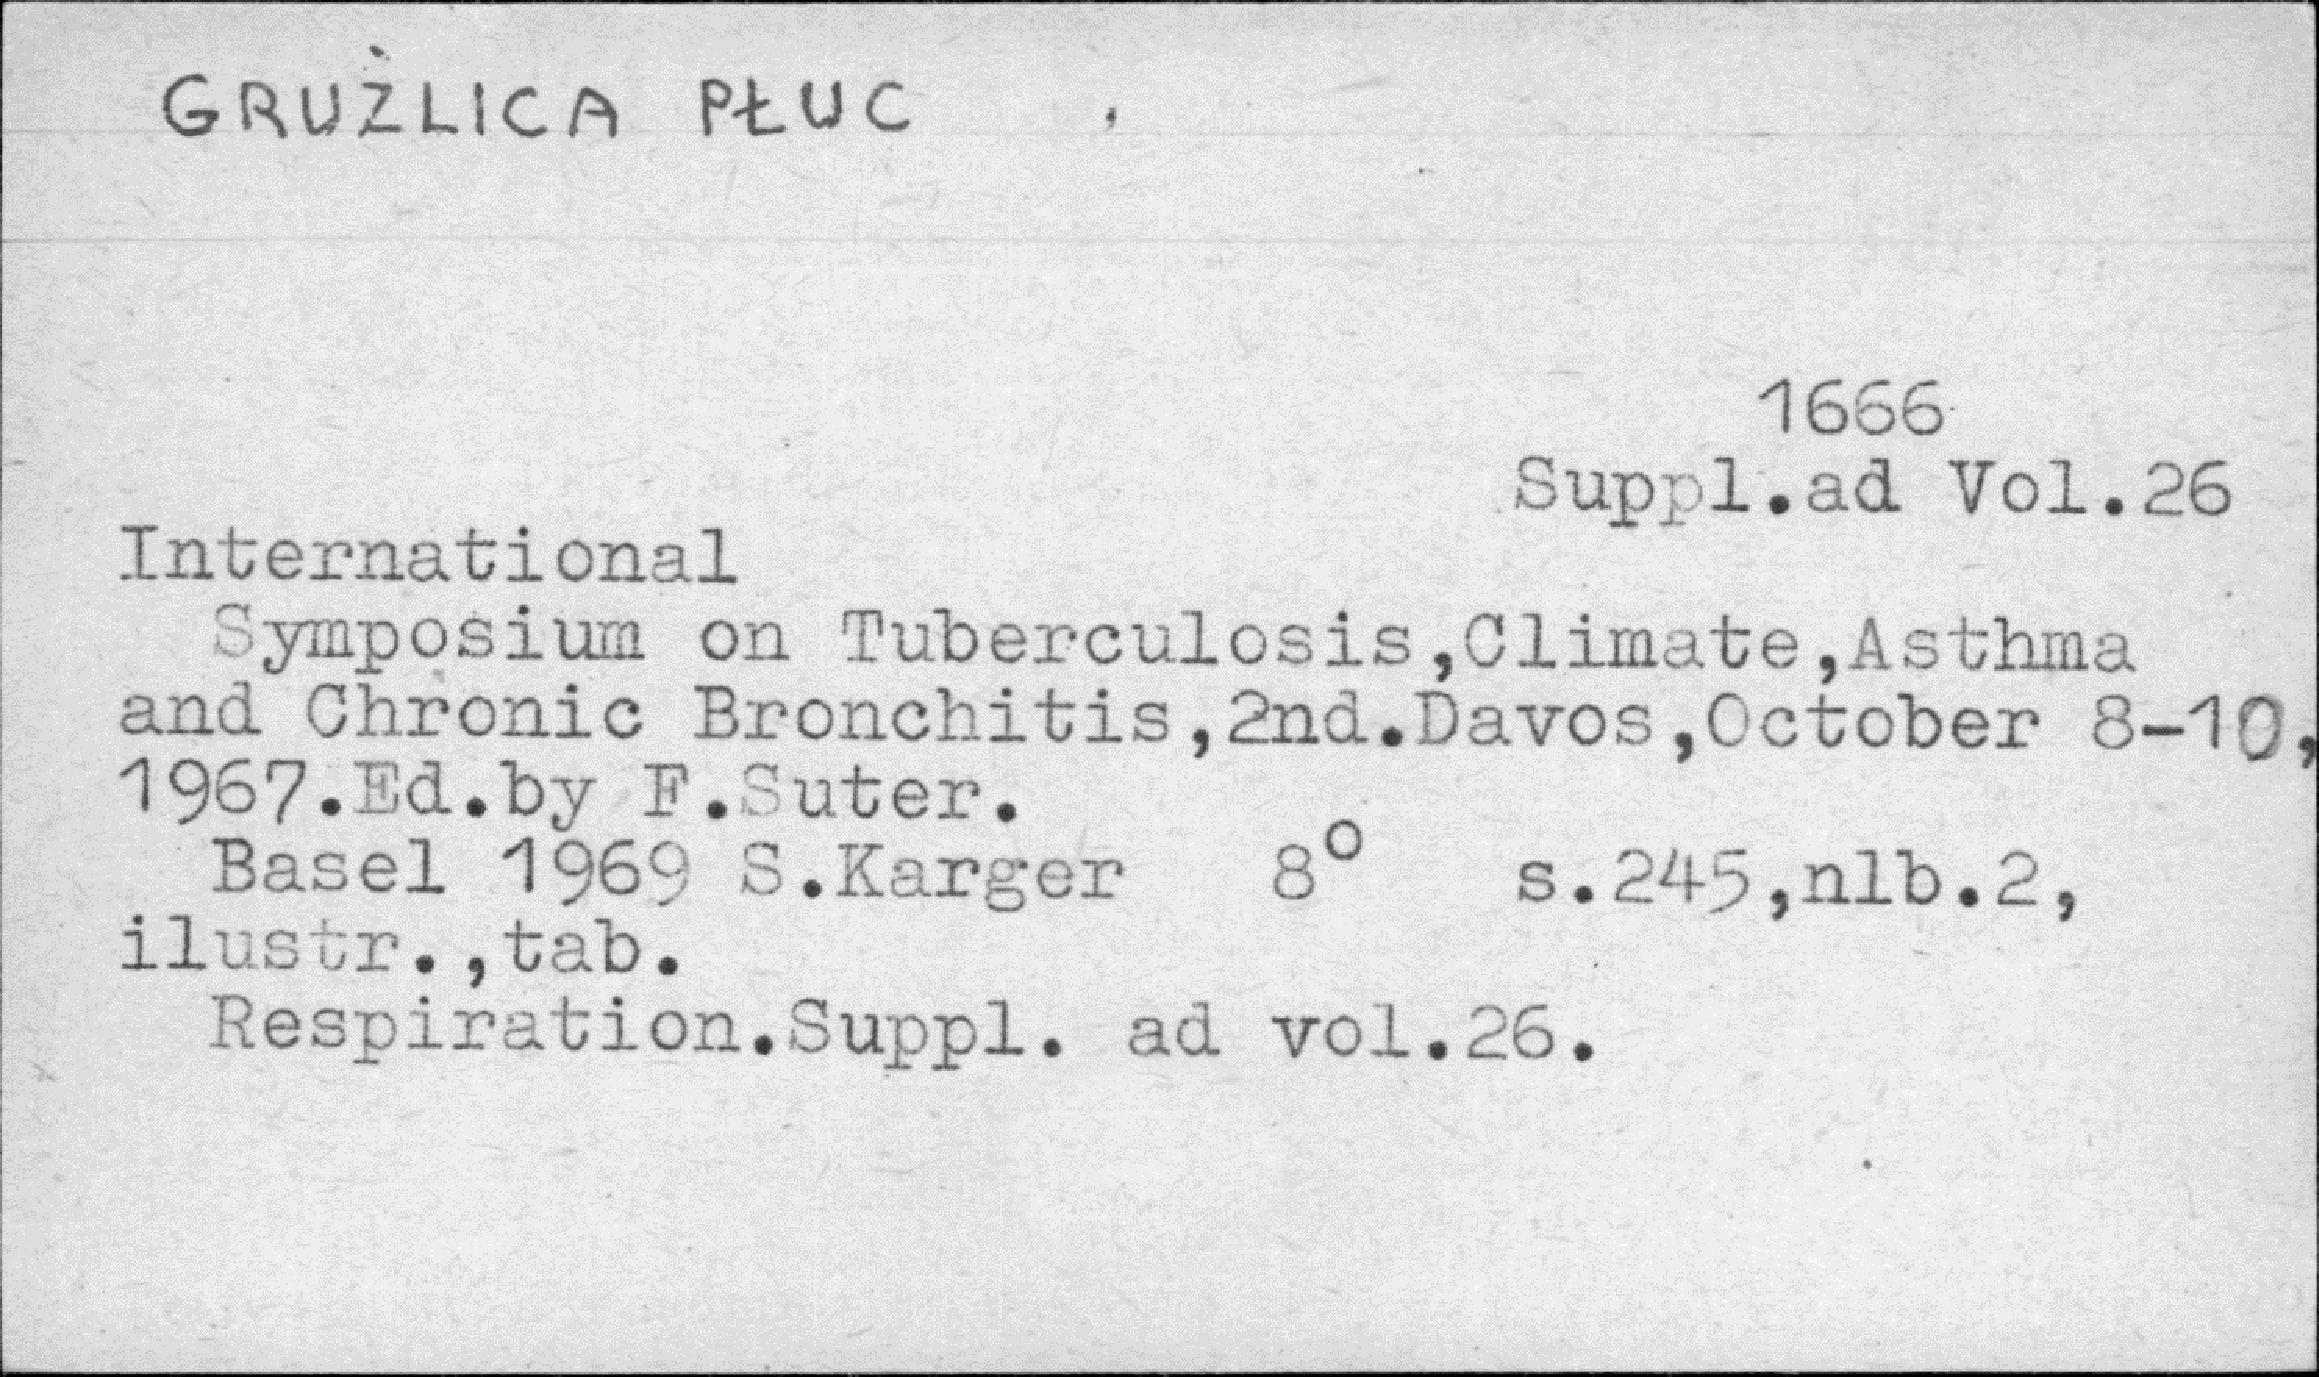 GRUŹLICA PŁUC
1666
Suppl.ad Vol.26
International
Symposium on Tuberculosis,Climate,Asthma
and Chronic Bronchitis,2nd.Davos,October 8-10,
1967.Ed.by F.Suter.
Basel 1969 S.Karger 8° s.245,nlb.2,
ilustr.,tab.
Respiration.Suppl. ad vol.26.